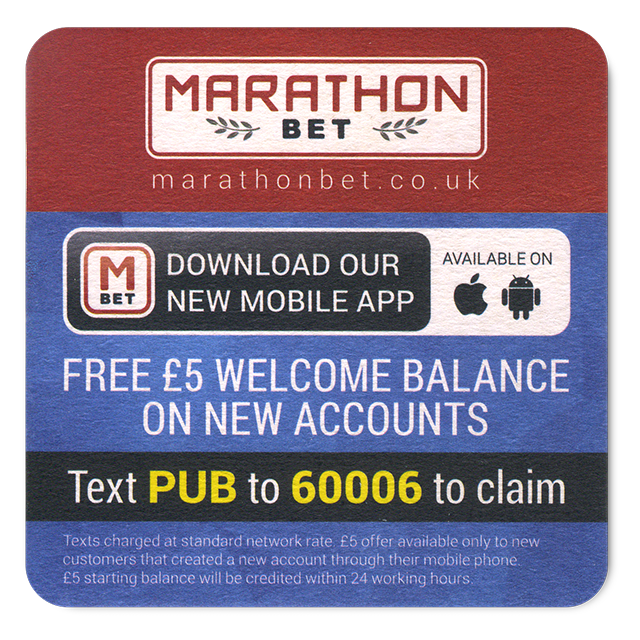 MARATHON
BET
marathonbet.co.uk
M
BET
DOWNLOAD OUR
NEW MOBILE APP
AVAILABLE ON
FREE £5 WELCOME BALANCE
ON NEW ACCOUNTS
Text PUB to 60006 to claim
Texts charged at standard network rate. £5 offer available only to new
customers that created a new account through their mobile phone.
£5 starting balance will be credited within 24 working hours.